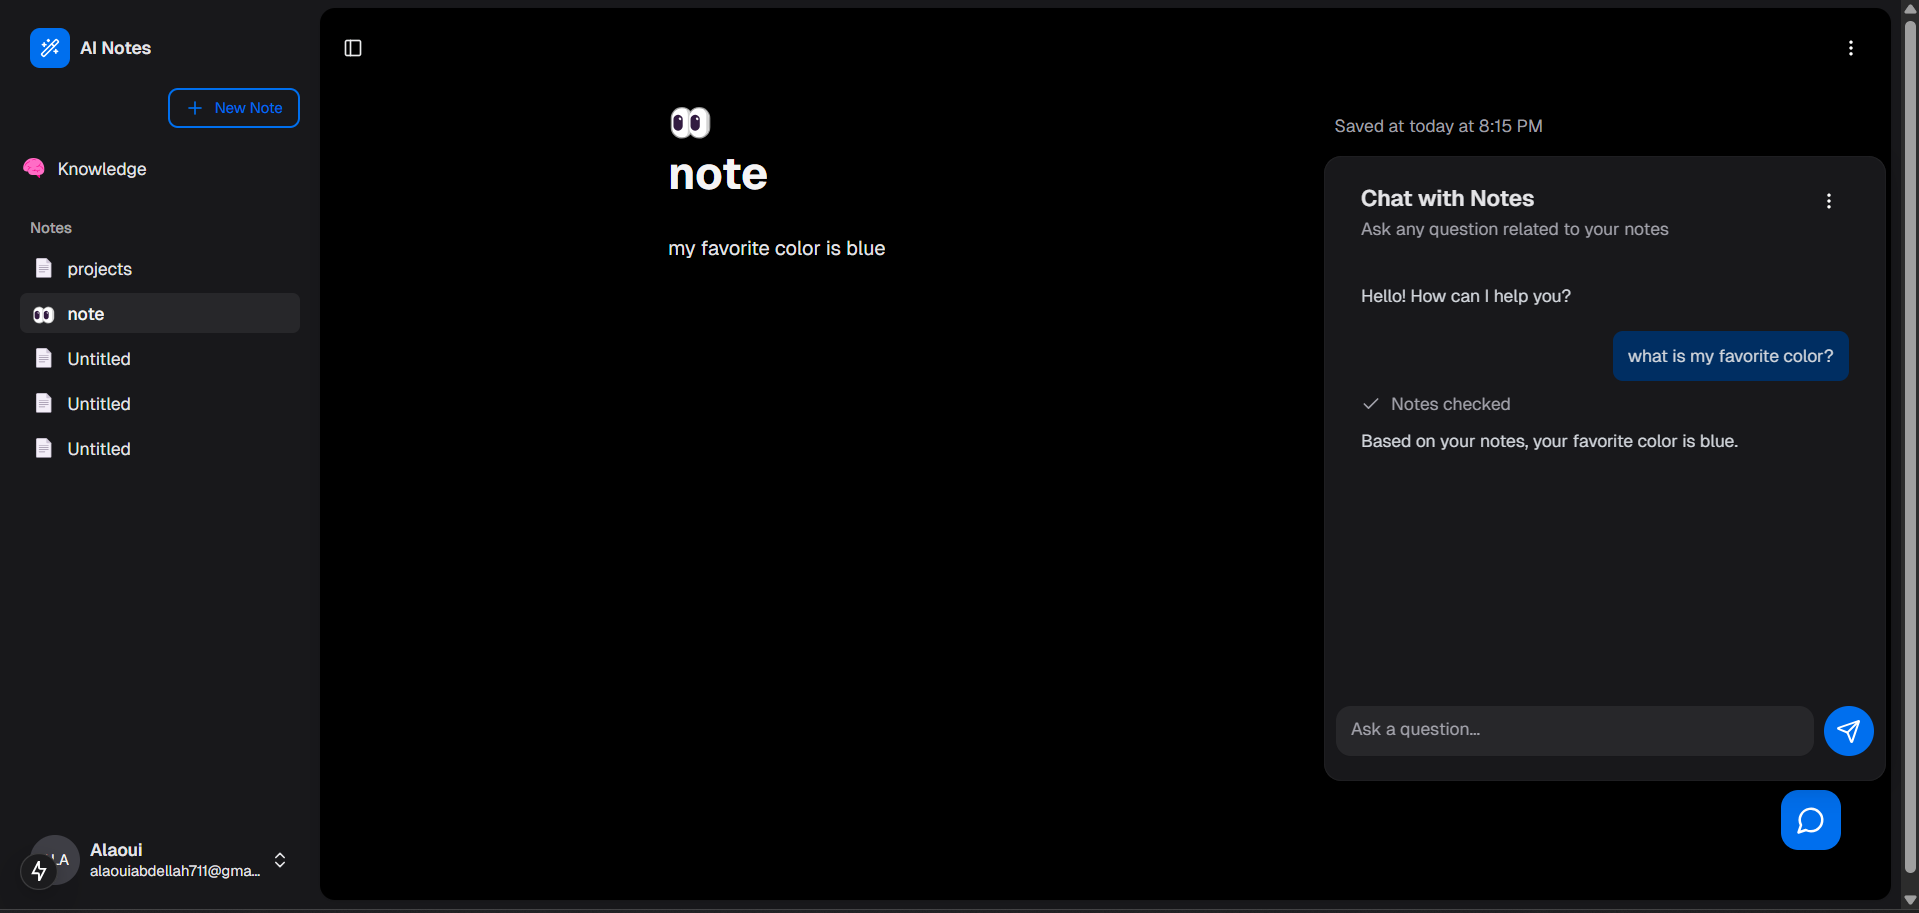 AI Notes
New Note
Knowledge
Notes
projects
note
Untitled
Untitled
Untitled
Alaoui
alaouiabdellah711@gma...
note
my favorite color is blue
Saved at today at 8:15 PM
Chat with Notes
Ask any question related to your notes
Hello! How can I help you?
what is my favorite color?
Notes checked
Based on your notes, your favorite color is blue.
Ask a question...